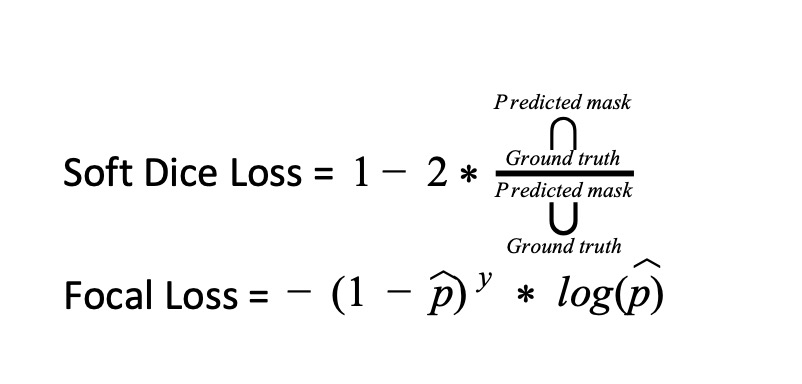 Predicted mask
∩
Soft Dice Loss = 1 − 2 * Ground truth
Predicted mask
∪
Ground truth
Focal Loss = − (1 − p̂)^y * log(p̂)